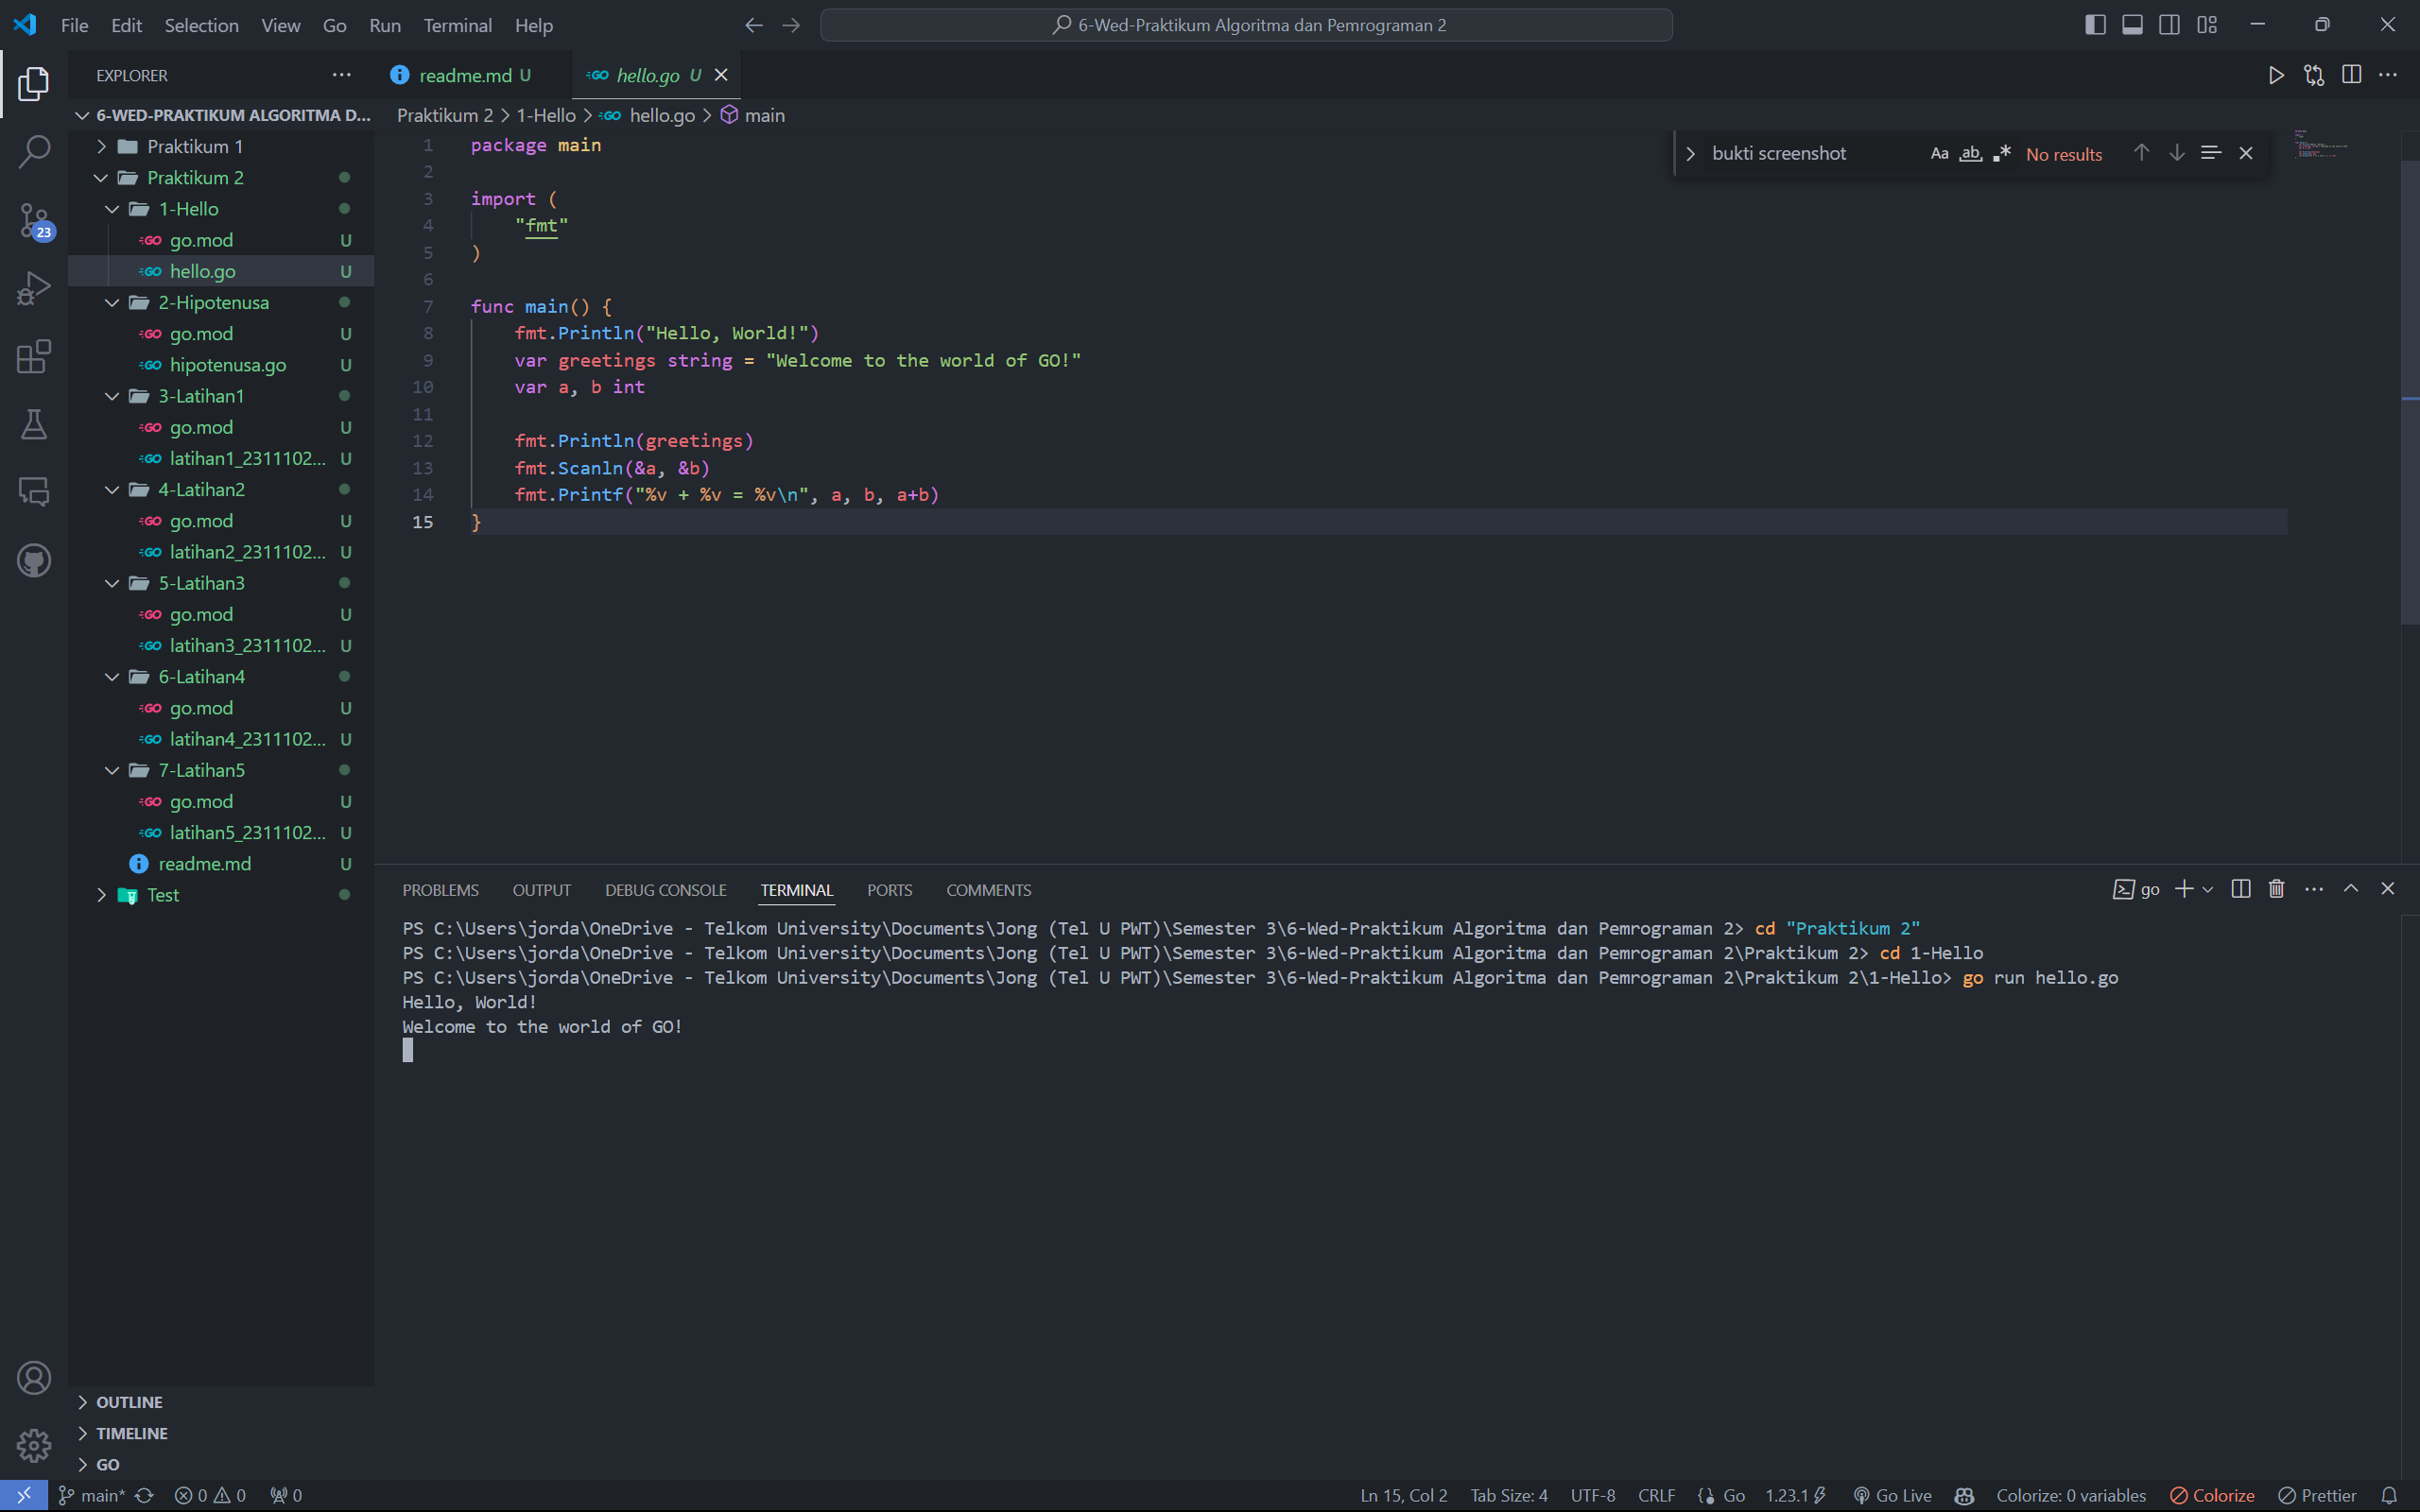 File Edit Selection View Go Run Terminal Help
6-Wed-Praktikum Algoritma dan Pemrograman 2
EXPLORER
6-WED-PRAKTIKUM ALGORITMA D...
Praktikum 1
Praktikum 2
1-Hello
go.mod U
hello.go U
2-Hipotenusa
go.mod U
hipotenusa.go U
3-Latihan1
go.mod U
latihan1_2311102... U
4-Latihan2
go.mod U
latihan2_2311102... U
5-Latihan3
go.mod U
latihan3_2311102... U
6-Latihan4
go.mod U
latihan4_2311102... U
7-Latihan5
go.mod U
latihan5_2311102... U
readme.md U
Test
OUTLINE
TIMELINE
GO
23
readme.md U
hello.go U
Praktikum 2 > 1-Hello > hello.go > main
bukti screenshot Aa ab .* No results
1 package main
2
3 import (
4 "fmt"
5 )
6
7 func main() {
8 fmt.Println("Hello, World!")
9 var greetings string = "Welcome to the world of GO!"
10 var a, b int
11
12 fmt.Println(greetings)
13 fmt.Scanln(&a, &b)
14 fmt.Printf("%v + %v = %v\n", a, b, a+b)
15 }
PROBLEMS OUTPUT DEBUG CONSOLE TERMINAL PORTS COMMENTS
go
PS C:\Users\jorda\OneDrive - Telkom University\Documents\Jong (Tel U PWT)\Semester 3\6-Wed-Praktikum Algoritma dan Pemrograman 2> cd "Praktikum 2"
PS C:\Users\jorda\OneDrive - Telkom University\Documents\Jong (Tel U PWT)\Semester 3\6-Wed-Praktikum Algoritma dan Pemrograman 2\Praktikum 2> cd 1-Hello
PS C:\Users\jorda\OneDrive - Telkom University\Documents\Jong (Tel U PWT)\Semester 3\6-Wed-Praktikum Algoritma dan Pemrograman 2\Praktikum 2\1-Hello> go run hello.go
Hello, World!
Welcome to the world of GO!
main* 0 0 0
Ln 15, Col 2 Tab Size: 4 UTF-8 CRLF Go 1.23.1 Go Live Colorize: 0 variables Colorize Prettier